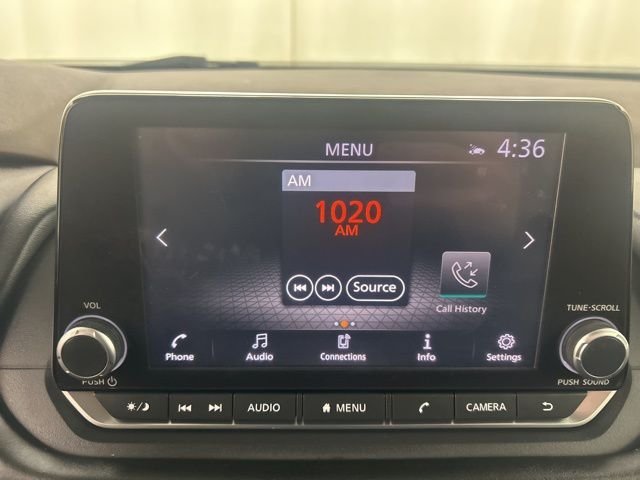 MENU 4:36
AM
1020
AM
Source
Call History
VOL
TUNE·SCROLL
Phone Audio Connections Info Settings
PUSH
PUSH SOUND
AUDIO MENU CAMERA